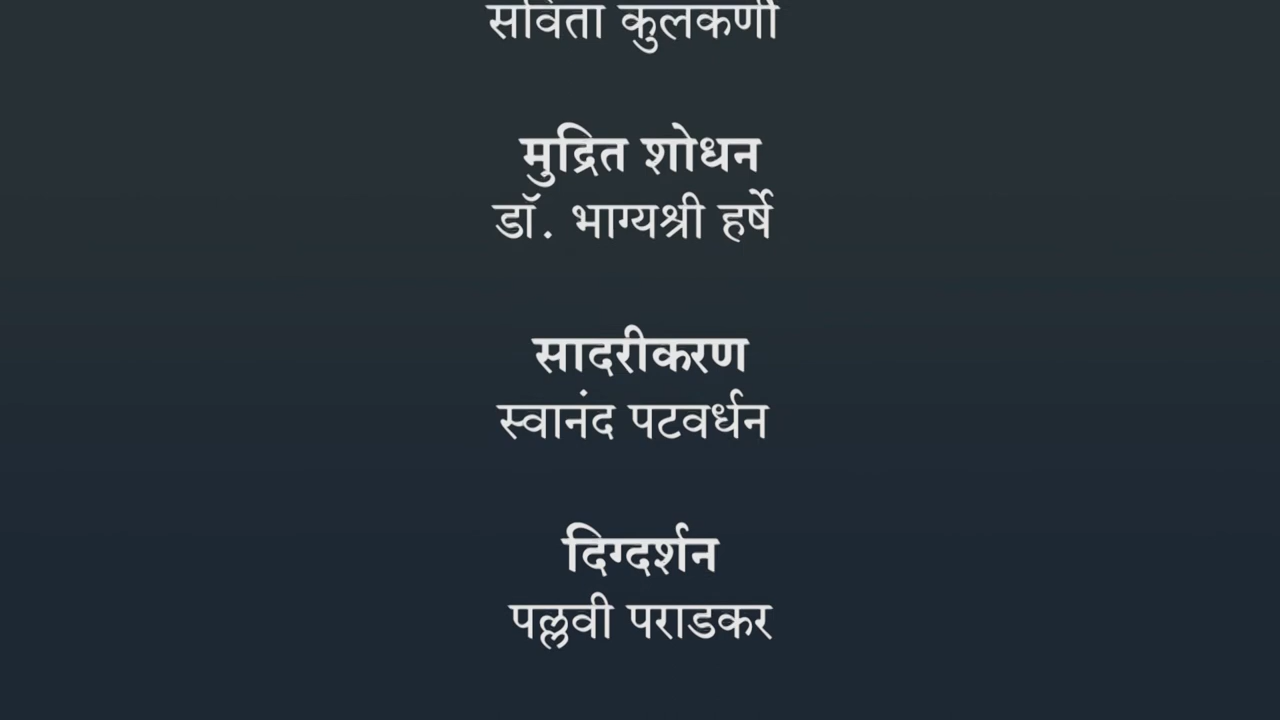 सविता कुलकर्णी
मुद्रित शोधन
डॉ. भाग्यश्री हर्षे
सादरीकरण
स्वानंद पटवर्धन
दिग्दर्शन
पल्लवी पराडकर